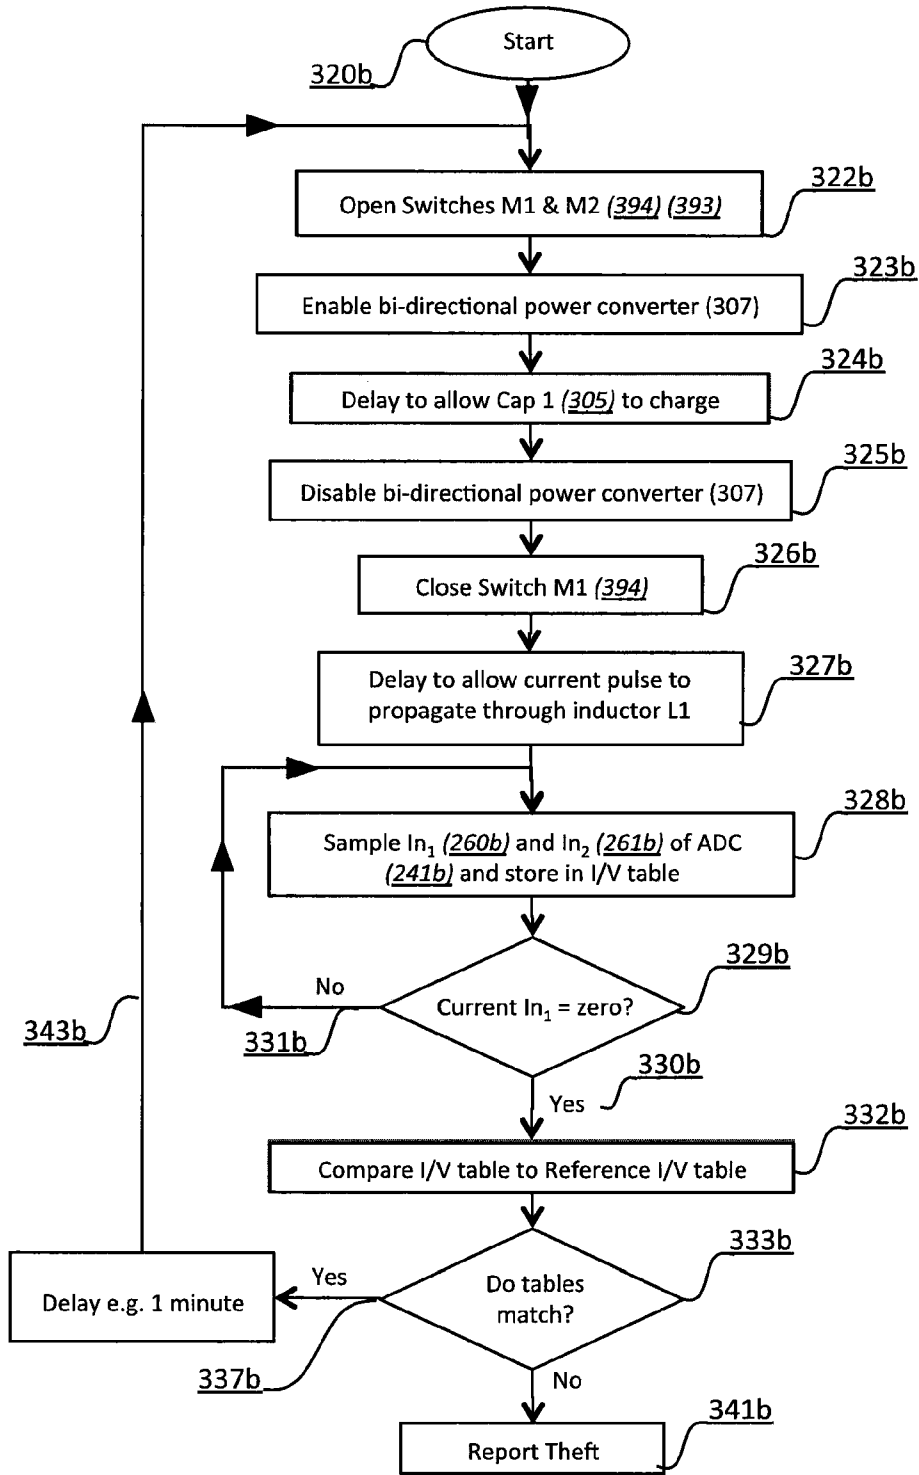 Start
320b
Open Switches M1 & M2 (394) (393)
322b
Enable bi-directional power converter (307)
323b
Delay to allow Cap 1 (305) to charge
324b
Disable bi-directional power converter (307)
325b
Close Switch M1 (394)
326b
Delay to allow current pulse to
propagate through inductor L1
327b
Sample In₁ (260b) and In₂ (261b) of ADC
(241b) and store in I/V table
328b
Current In₁ = zero?
329b
No
331b
343b
Yes
330b
Compare I/V table to Reference I/V table
332b
Do tables
match?
333b
Yes
Delay e.g. 1 minute
337b
No
Report Theft
341b